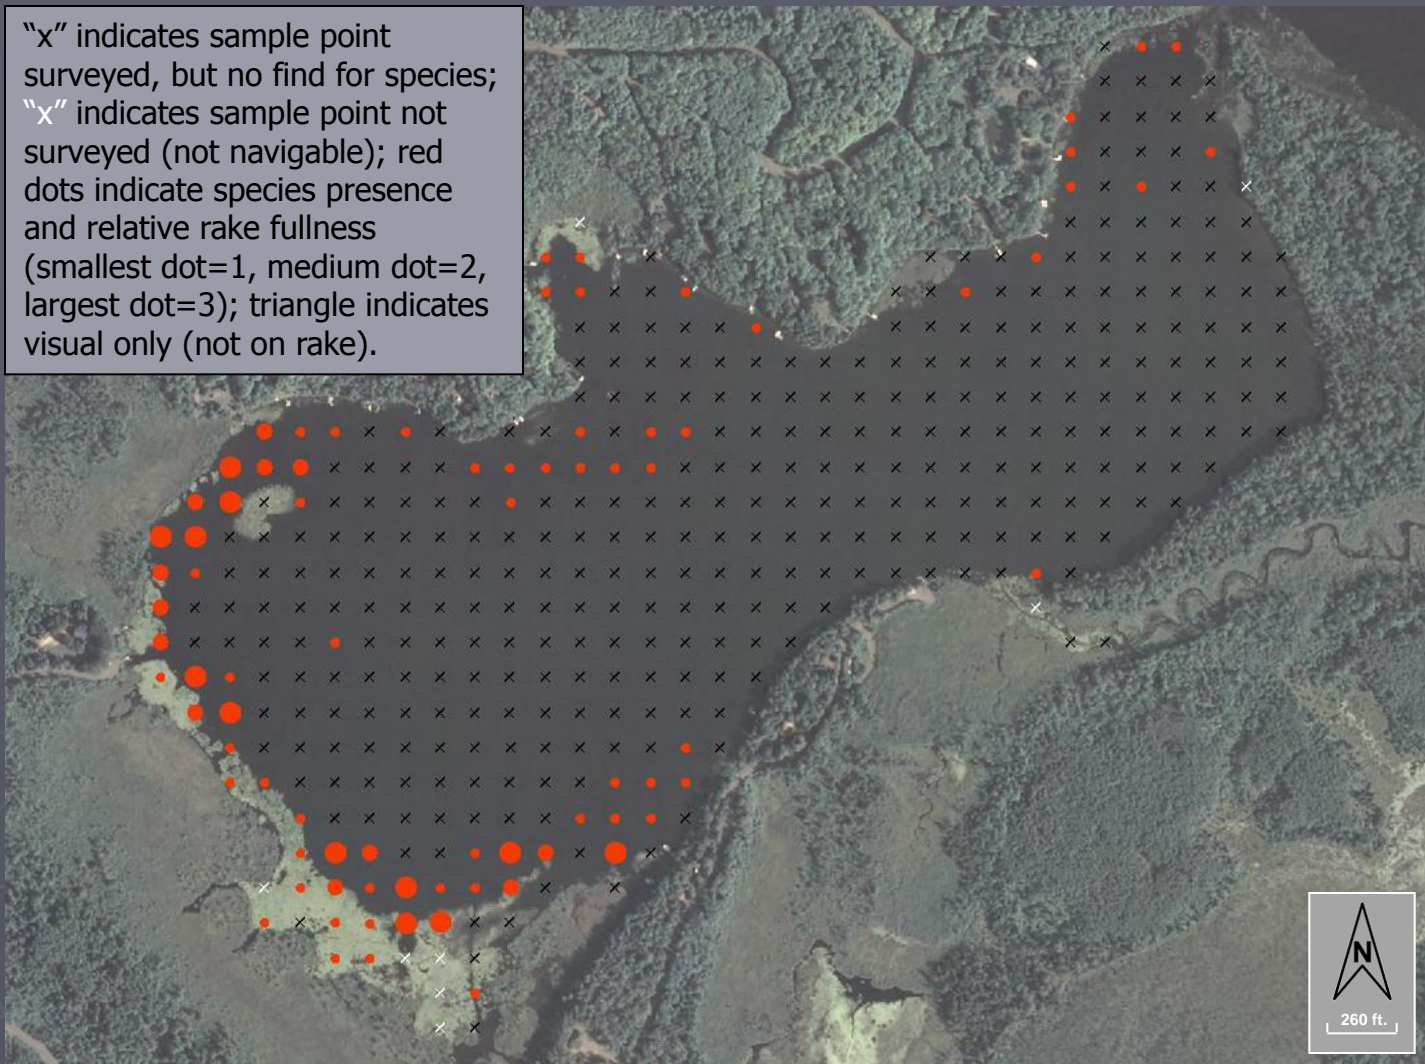 “x” indicates sample point
surveyed, but no find for species;
“x” indicates sample point not
surveyed (not navigable); red
dots indicate species presence
and relative rake fullness
(smallest dot=1, medium dot=2,
largest dot=3); triangle indicates
visual only (not on rake).
N
260 ft.